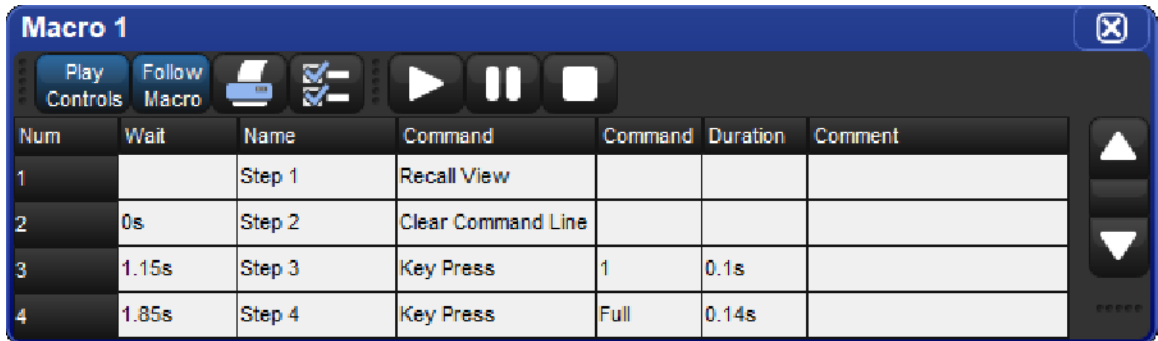 Macro 1
Play Controls Follow Macro
Num Wait Name Command Command Duration Comment
1 Step 1 Recall View
2 0s Step 2 Clear Command Line
3 1.15s Step 3 Key Press 1 0.1s
4 1.85s Step 4 Key Press Full 0.14s